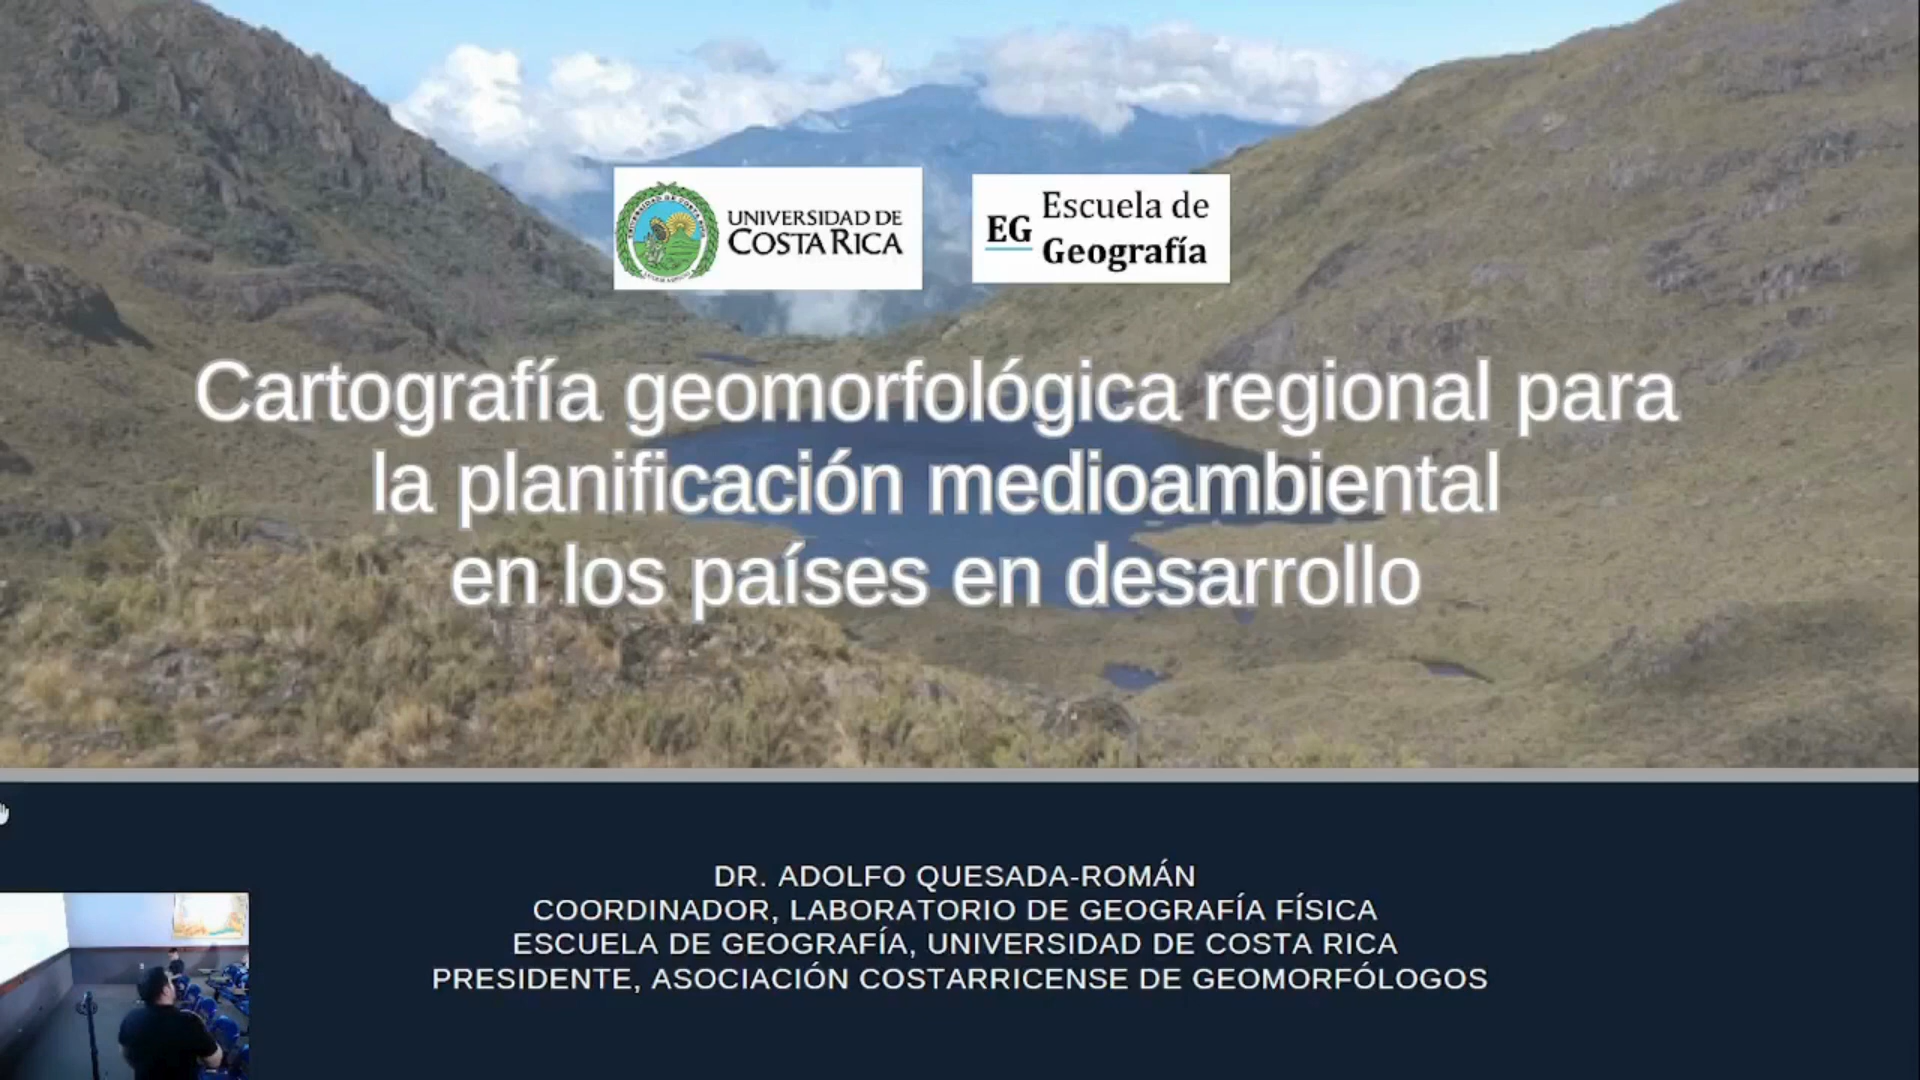 UNIVERSIDAD DE
COSTA RICA
EG
Escuela de
Geografía
Cartografía geomorfológica regional para
la planificación medioambiental
en los países en desarrollo
DR. ADOLFO QUESADA-ROMÁN
COORDINADOR, LABORATORIO DE GEOGRAFÍA FÍSICA
ESCUELA DE GEOGRAFÍA, UNIVERSIDAD DE COSTA RICA
PRESIDENTE, ASOCIACIÓN COSTARRICENSE DE GEOMORFÓLOGOS